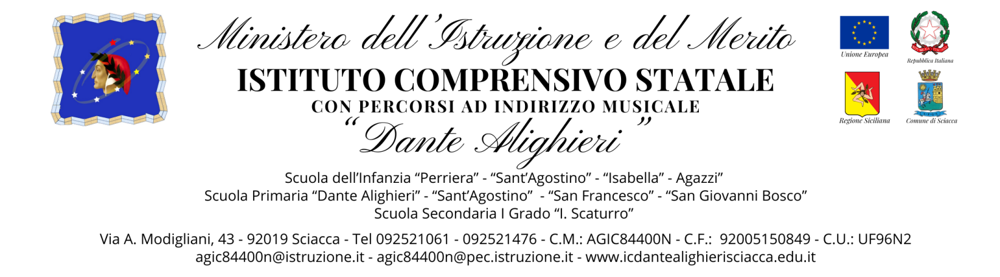 Ministero dell'Istruzione e del Merito
ISTITUTO COMPRENSIVO STATALE
CON PERCORSI AD INDIRIZZO MUSICALE
“Dante Alighieri”
Unione Europea
Repubblica Italiana
Regione Siciliana
Comune di Sciacca
Scuola dell’Infanzia “Perriera” - “Sant’Agostino” - “Isabella” - Agazzi”
Scuola Primaria “Dante Alighieri” - “Sant’Agostino”  - “San Francesco” - “San Giovanni Bosco”
Scuola Secondaria I Grado “I. Scaturro”
Via A. Modigliani, 43 - 92019 Sciacca - Tel 092521061 - 092521476 - C.M.: AGIC84400N - C.F.:  92005150849 - C.U.: UF96N2
agic84400n@istruzione.it - agic84400n@pec.istruzione.it - www.icdantealighierisciacca.edu.it